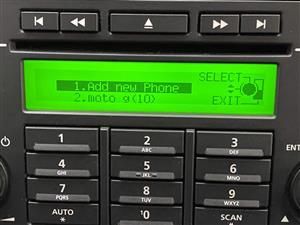 1.Add new Phone
SELECT
2.moto g(10)
EXIT
1
2
ABC
3
DEF
4
GHI
5
JKL
6
MNO
7
PQRS
8
TUV
9
WXYZ
AUTO
*
0
SCAN
#